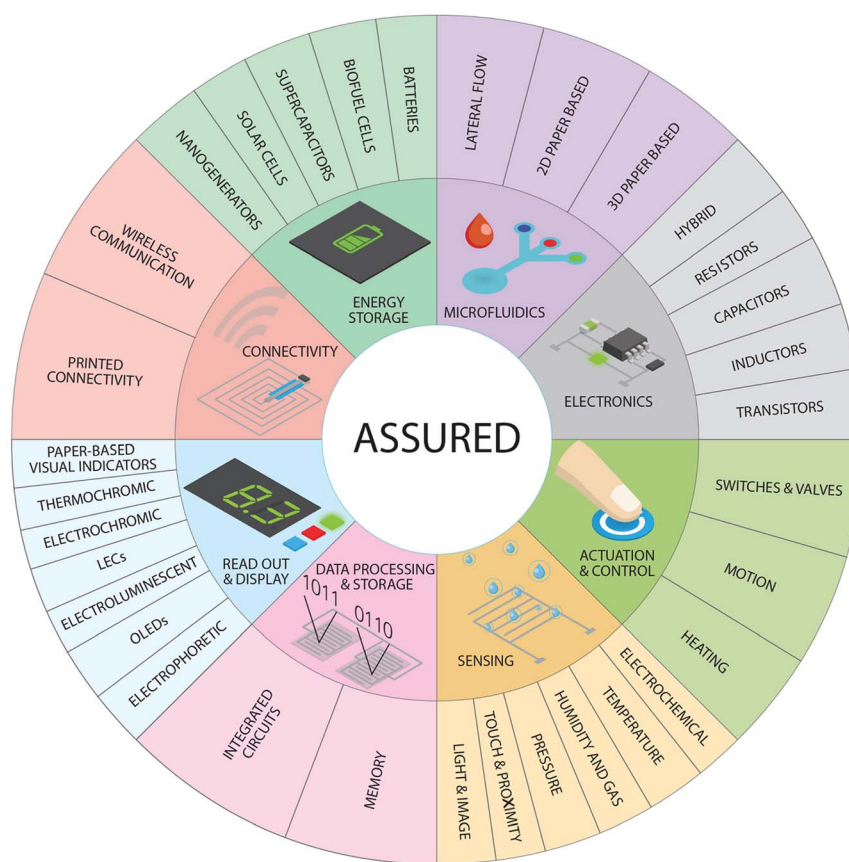 ASSURED
MICROFLUIDICS
LATERAL FLOW
2D PAPER BASED
3D PAPER BASED
ELECTRONICS
HYBRID
RESISTORS
CAPACITORS
INDUCTORS
TRANSISTORS
ACTUATION
& CONTROL
SWITCHES & VALVES
MOTION
HEATING
SENSING
ELECTROCHEMICAL
TEMPERATURE
HUMIDITY AND GAS
PRESSURE
TOUCH & PROXIMITY
LIGHT & IMAGE
DATA PROCESSING
& STORAGE
1011
0110
MEMORY
INTEGRATED
CIRCUITS
READ OUT
& DISPLAY
ELECTROPHORETIC
OLEDs
ELECTROLUMINESCENT
LECs
ELECTROCHROMIC
THERMOCHROMIC
PAPER-BASED
VISUAL INDICATORS
CONNECTIVITY
PRINTED
CONNECTIVITY
WIRELESS
COMMUNICATION
ENERGY
STORAGE
NANOGENERATORS
SOLAR CELLS
SUPERCAPACITORS
BIOFUEL CELLS
BATTERIES